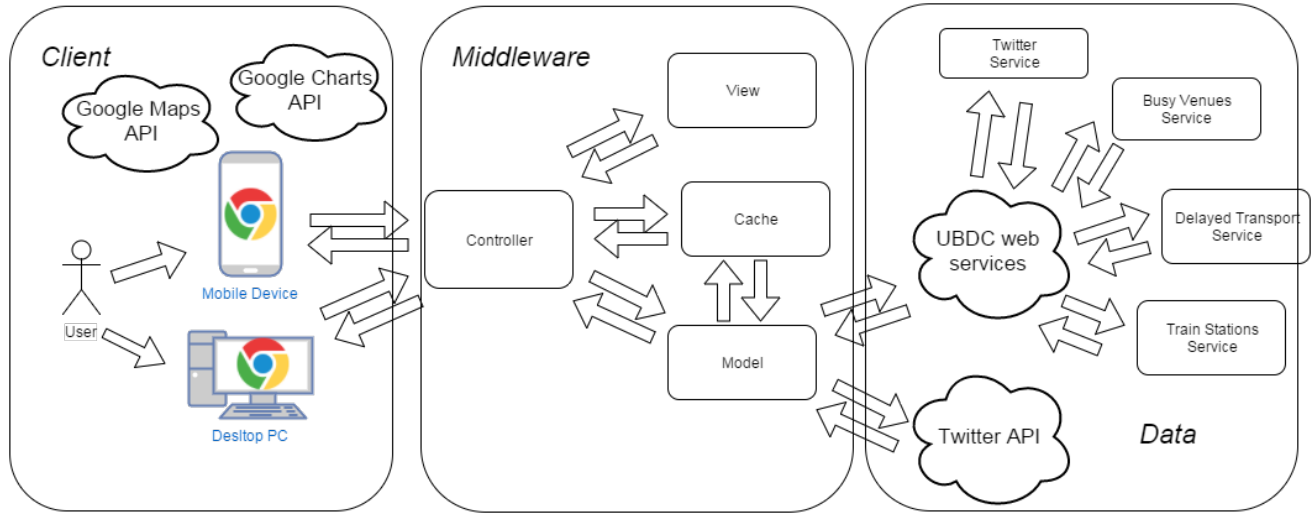 Client
Google Charts
API
Google Maps
API
Mobile Device
User
Desltop PC
Middleware
View
Controller
Cache
Model
Twitter
Service
Busy Venues
Service
Delayed Transport
Service
UBDC web
services
Train Stations
Service
Twitter API
Data